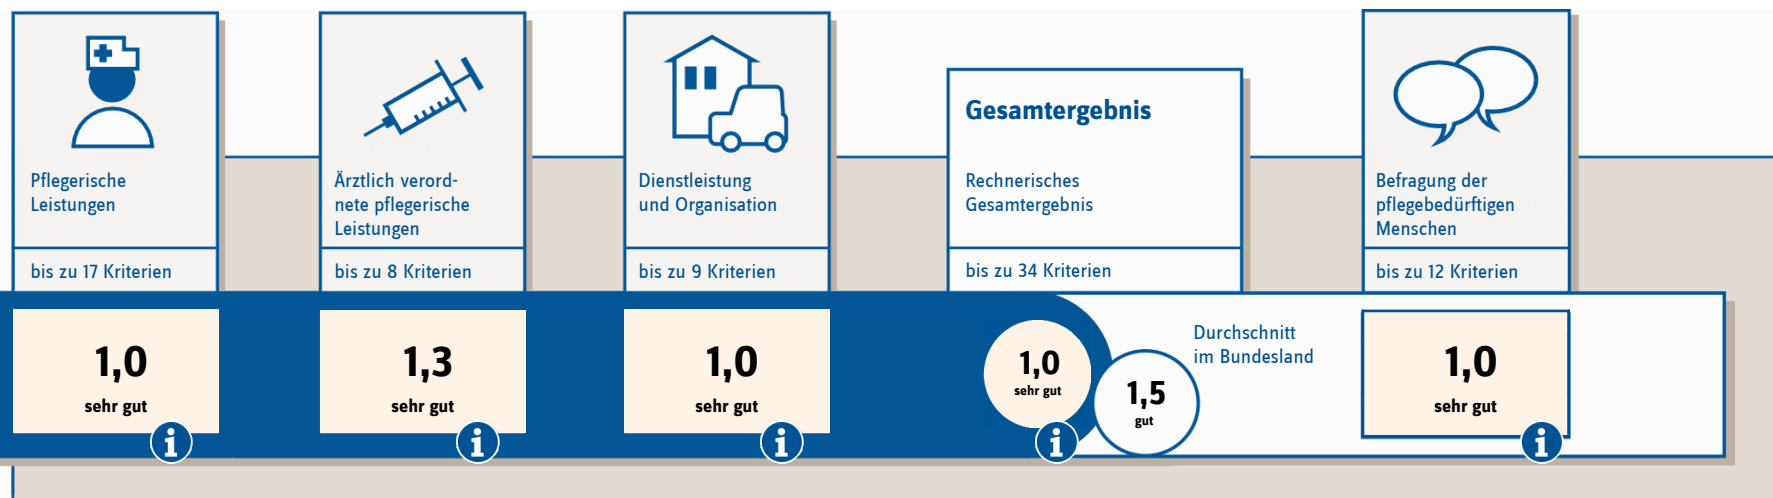 Pflegerische
Leistungen
bis zu 17 Kriterien
1,0
sehr gut
i
Ärztlich verord-
nete pflegerische
Leistungen
bis zu 8 Kriterien
1,3
sehr gut
i
Dienstleistung
und Organisation
bis zu 9 Kriterien
1,0
sehr gut
i
Gesamtergebnis
Rechnerisches
Gesamtergebnis
bis zu 34 Kriterien
1,0
sehr gut
i
1,5
gut
Durchschnitt
im Bundesland
Befragung der
pflegebedürftigen
Menschen
bis zu 12 Kriterien
1,0
sehr gut
i